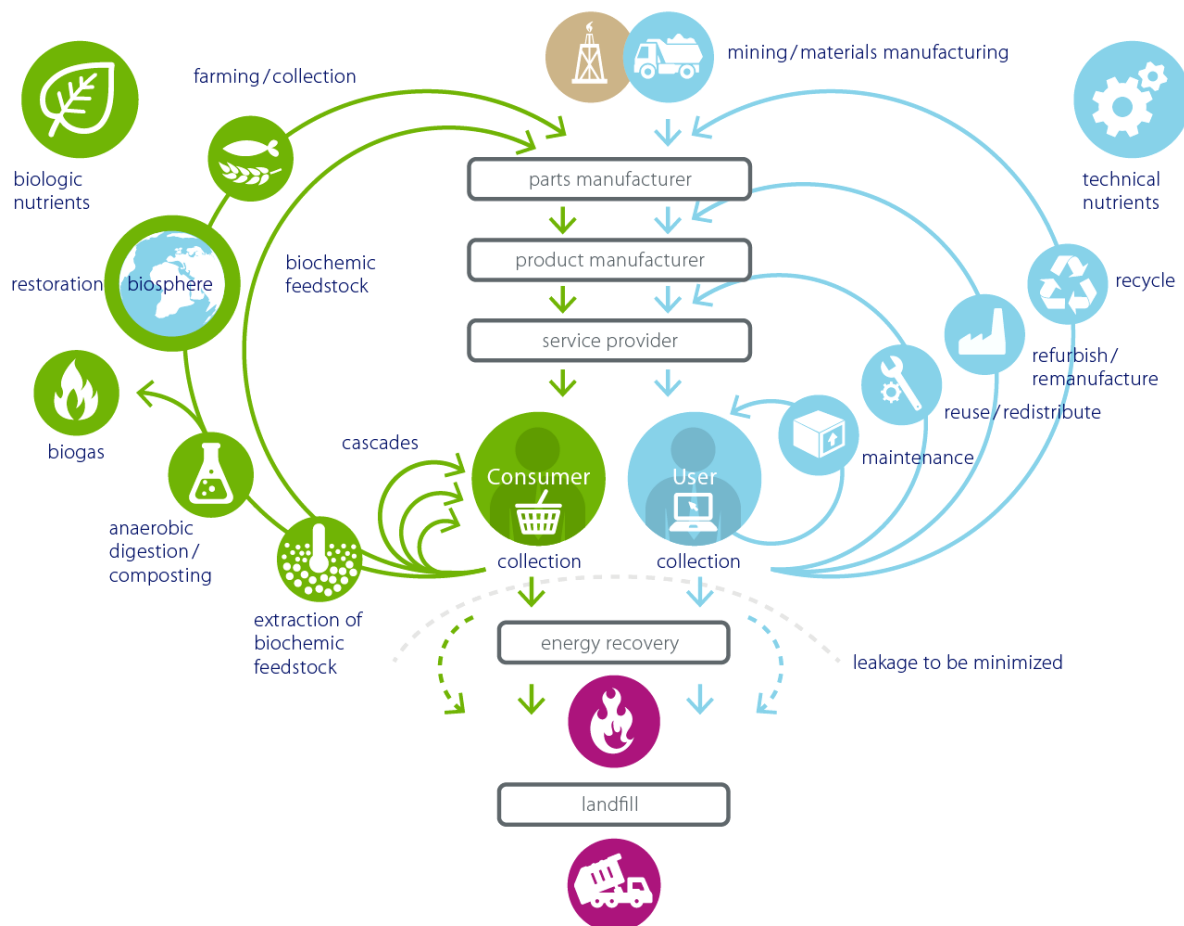 mining / materials manufacturing
farming / collection
biologic
nutrients
technical
nutrients
parts manufacturer
biochemic
feedstock
product manufacturer
restoration
biosphere
recycle
service provider
refurbish /
remanufacture
reuse / redistribute
biogas
cascades
maintenance
Consumer
User
anaerobic
digestion /
composting
collection
collection
extraction of
biochemic
feedstock
energy recovery
leakage to be minimized
landfill